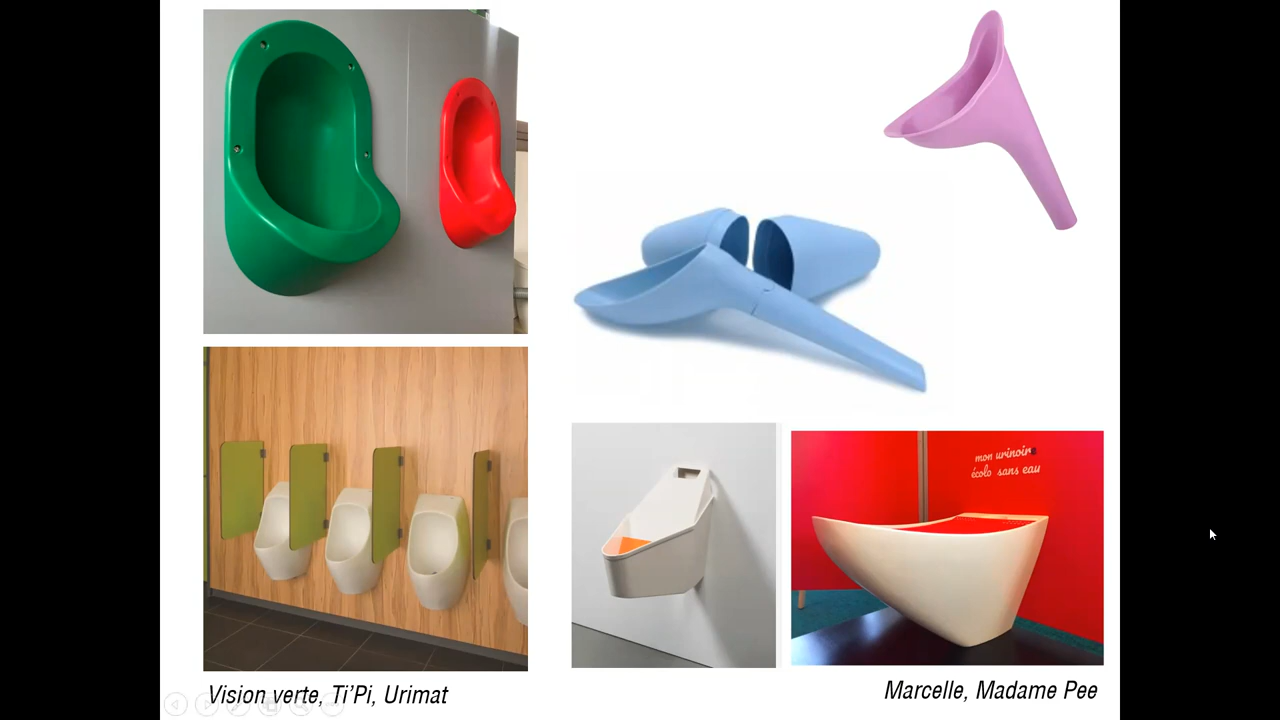 mon urinoir
écolo sans eau
Vision verte, Ti'Pi, Urimat
Marcelle, Madame Pee